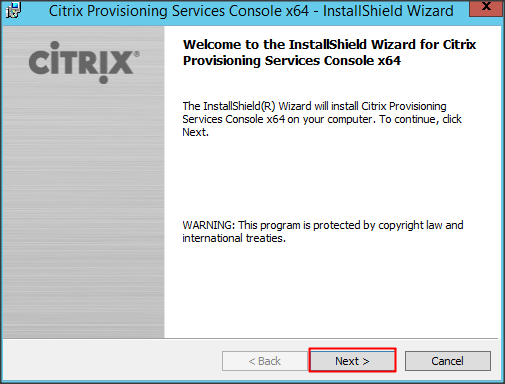 Citrix Provisioning Services Console x64 - InstallShield Wizard
X
CITRIX®
Welcome to the InstallShield Wizard for Citrix
Provisioning Services Console x64
The InstallShield(R) Wizard will install Citrix Provisioning
Services Console x64 on your computer. To continue, click
Next.
WARNING: This program is protected by copyright law and
international treaties.
< Back
Next >
Cancel